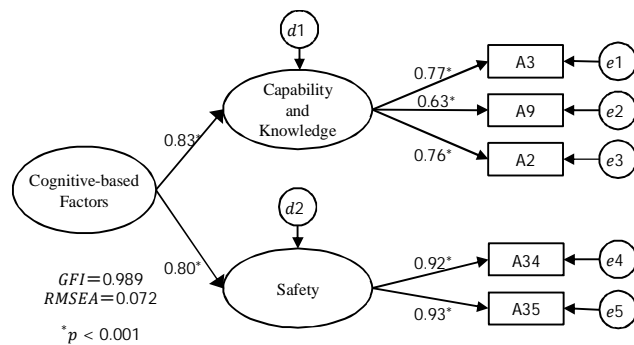 d1
A3
e1
0.77*
Capability
and
Knowledge
0.63*
A9
e2
0.83*
0.76*
A2
e3
Cognitive-based
Factors
d2
0.80*
0.92*
A34
e4
GFI=0.989
RMSEA=0.072
Safety
0.93*
A35
e5
*p < 0.001